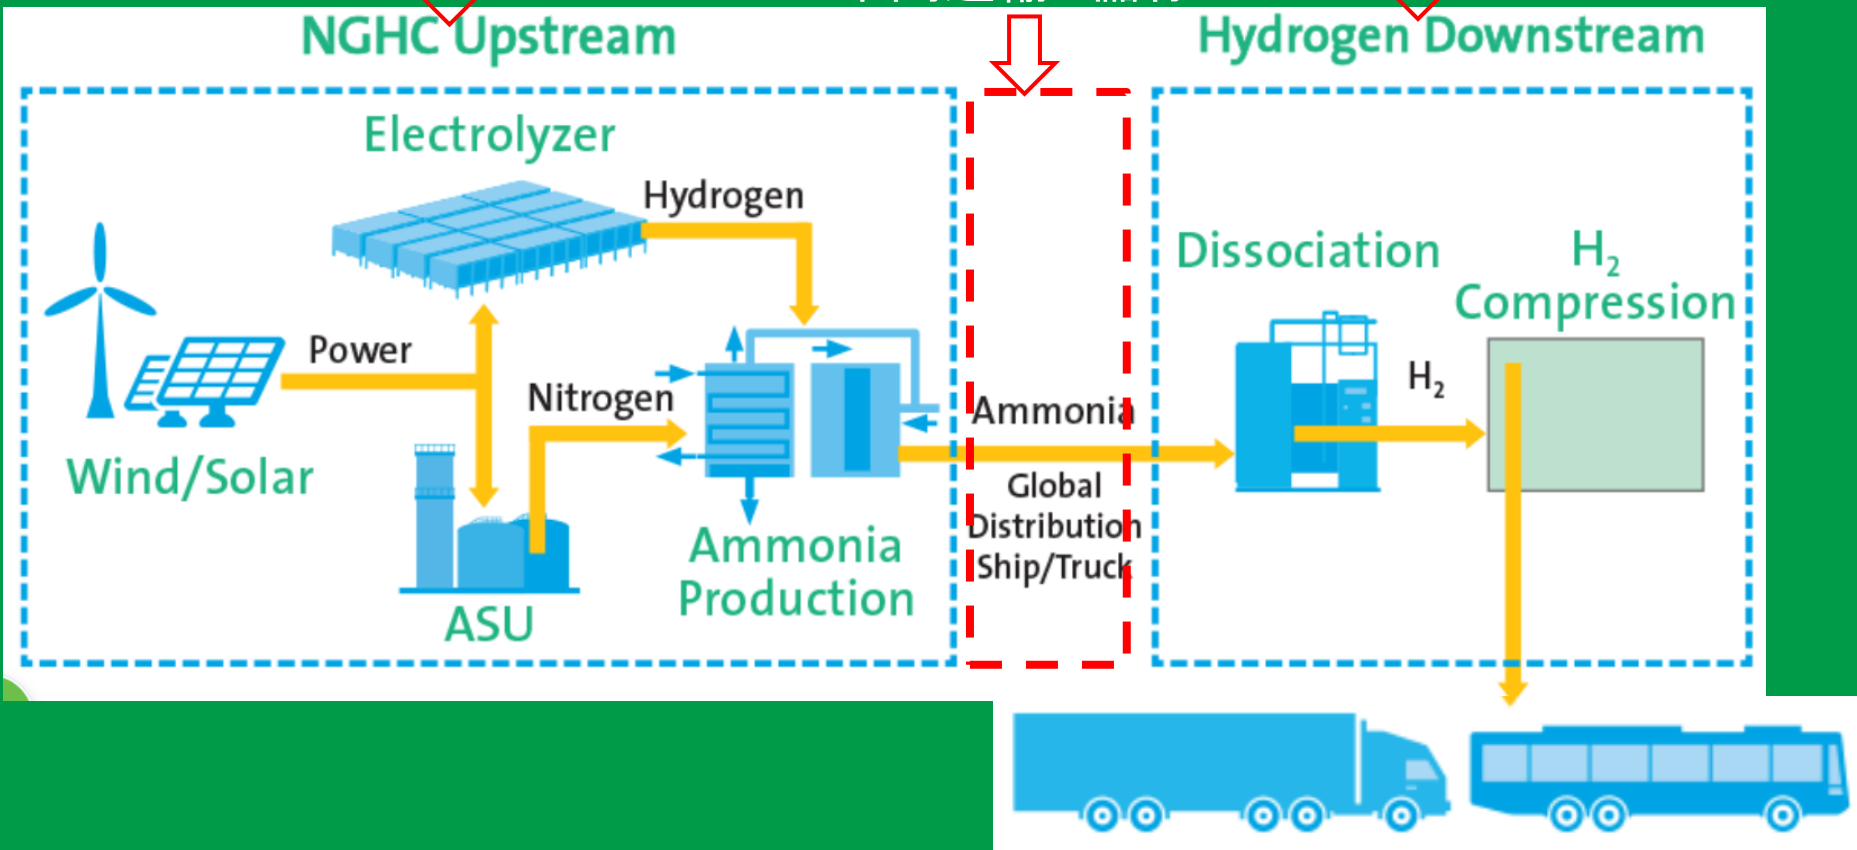 NGHC Upstream
Hydrogen Downstream
Electrolyzer
Hydrogen
Power
Wind/Solar
Nitrogen
ASU
Ammonia
Production
Ammonia
Global
Distribution
Ship/Truck
Dissociation
H₂
H₂
Compression